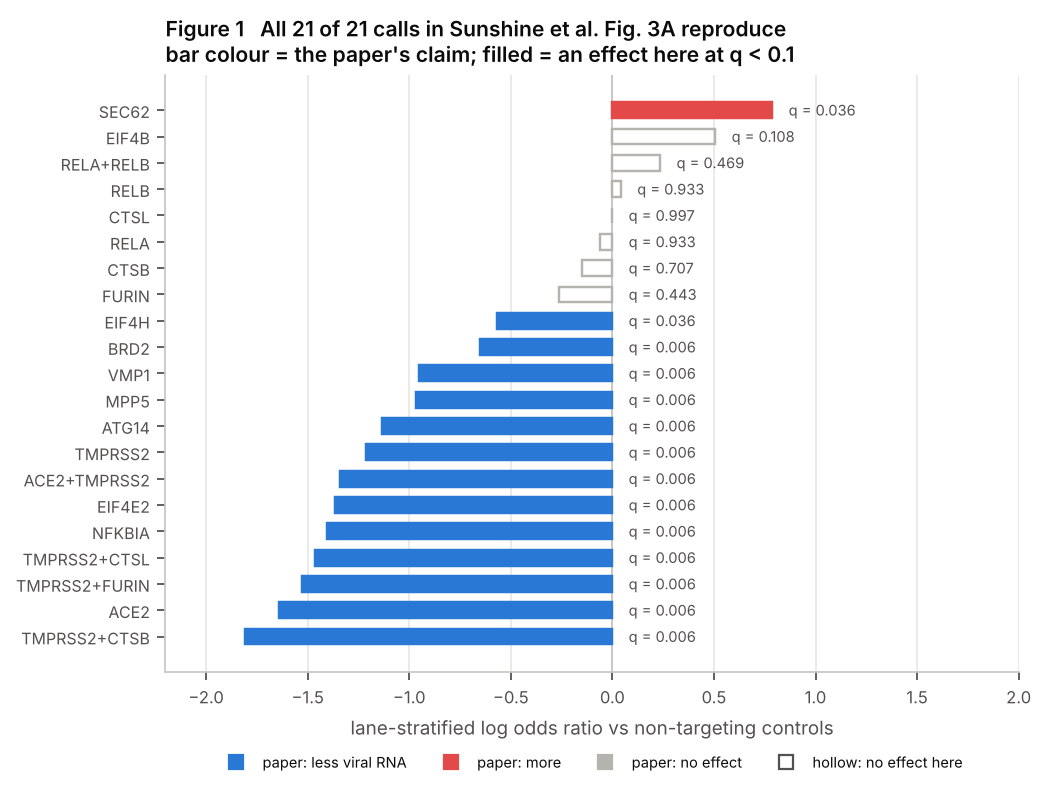 Figure 1 All 21 of 21 calls in Sunshine et al. Fig. 3A reproduce
bar colour = the paper's claim; filled = an effect here at q < 0.1
SEC62 q = 0.036
EIF4B q = 0.108
RELA+RELB q = 0.469
RELB q = 0.933
CTSL q = 0.997
RELA q = 0.933
CTSB q = 0.707
FURIN q = 0.443
EIF4H q = 0.036
BRD2 q = 0.006
VMP1 q = 0.006
MPP5 q = 0.006
ATG14 q = 0.006
TMPRSS2 q = 0.006
ACE2+TMPRSS2 q = 0.006
EIF4E2 q = 0.006
NFKBIA q = 0.006
TMPRSS2+CTSL q = 0.006
TMPRSS2+FURIN q = 0.006
ACE2 q = 0.006
TMPRSS2+CTSB q = 0.006
−2.0 −1.5 −1.0 −0.5 0.0 0.5 1.0 1.5 2.0
lane-stratified log odds ratio vs non-targeting controls
paper: less viral RNA paper: more paper: no effect hollow: no effect here